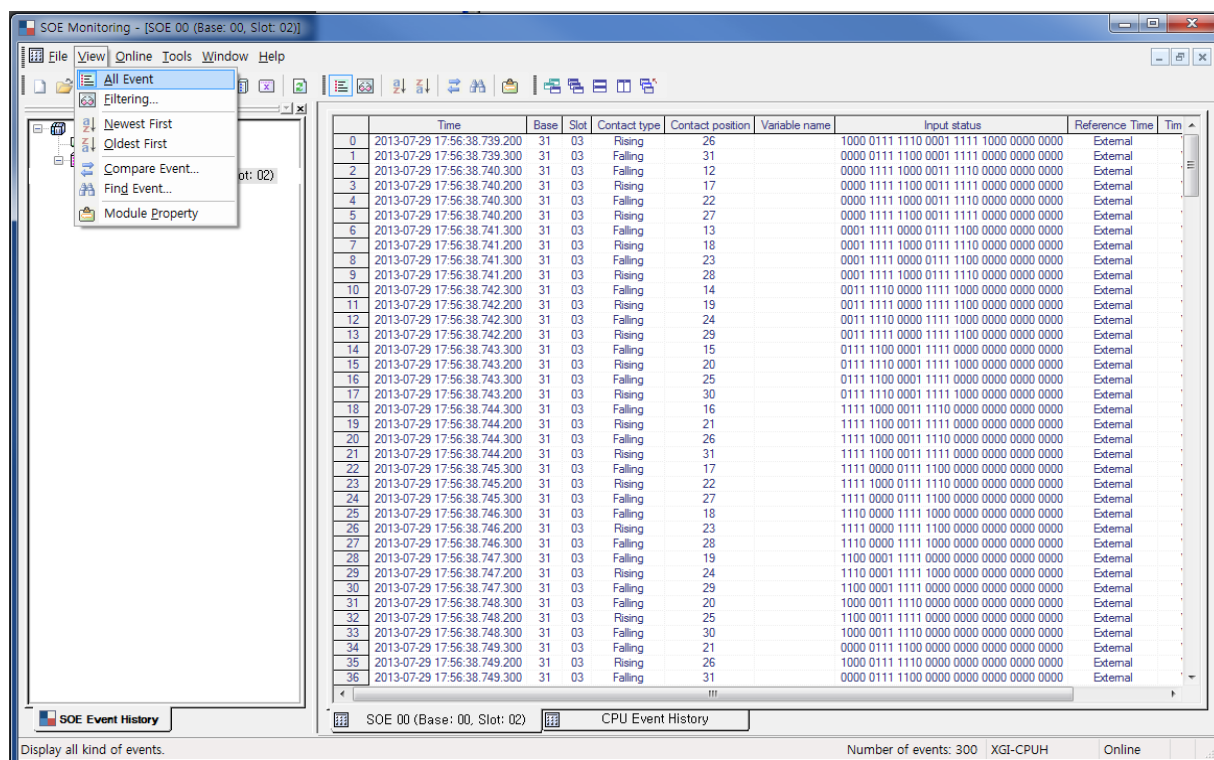 SOE Monitoring - [SOE 00 (Base: 00, Slot: 02)]
File View Online Tools Window Help
All Event
Filtering...
Newest First
Oldest First
Compare Event...
Find Event...
Module Property
ot: 02)
Time Base Slot Contact type Contact position Variable name Input status Reference Time Tim
0 2013-07-29 17:56:38.739.200 31 03 Rising 26 1000 0111 1110 0001 1111 1000 0000 0000 External
1 2013-07-29 17:56:38.739.300 31 03 Falling 31 0000 0111 1100 0001 1111 0000 0000 0000 External
2 2013-07-29 17:56:38.740.300 31 03 Falling 12 0000 1111 1000 0011 1110 0000 0000 0000 External
3 2013-07-29 17:56:38.740.200 31 03 Rising 17 0000 1111 1100 0011 1111 0000 0000 0000 External
4 2013-07-29 17:56:38.740.300 31 03 Falling 22 0000 1111 1000 0011 1110 0000 0000 0000 External
5 2013-07-29 17:56:38.740.200 31 03 Rising 27 0000 1111 1100 0011 1111 0000 0000 0000 External
6 2013-07-29 17:56:38.741.300 31 03 Falling 13 0001 1111 0000 0111 1100 0000 0000 0000 External
7 2013-07-29 17:56:38.741.200 31 03 Rising 18 0001 1111 1000 0111 1110 0000 0000 0000 External
8 2013-07-29 17:56:38.741.300 31 03 Falling 23 0001 1111 0000 0111 1100 0000 0000 0000 External
9 2013-07-29 17:56:38.741.200 31 03 Rising 28 0001 1111 1000 0111 1110 0000 0000 0000 External
10 2013-07-29 17:56:38.742.300 31 03 Falling 14 0011 1110 0000 1111 1000 0000 0000 0000 External
11 2013-07-29 17:56:38.742.200 31 03 Rising 19 0011 1111 0000 1111 1100 0000 0000 0000 External
12 2013-07-29 17:56:38.742.300 31 03 Falling 24 0011 1110 0000 1111 1000 0000 0000 0000 External
13 2013-07-29 17:56:38.742.200 31 03 Rising 29 0011 1111 0000 1111 1100 0000 0000 0000 External
14 2013-07-29 17:56:38.743.300 31 03 Falling 15 0111 1100 0001 1111 0000 0000 0000 0000 External
15 2013-07-29 17:56:38.743.200 31 03 Rising 20 0111 1110 0001 1111 1000 0000 0000 0000 External
16 2013-07-29 17:56:38.743.300 31 03 Falling 25 0111 1100 0001 1111 0000 0000 0000 0000 External
17 2013-07-29 17:56:38.743.200 31 03 Rising 30 0111 1110 0001 1111 1000 0000 0000 0000 External
18 2013-07-29 17:56:38.744.300 31 03 Falling 16 1111 1000 0011 1110 0000 0000 0000 0000 External
19 2013-07-29 17:56:38.744.200 31 03 Rising 21 1111 1100 0011 1111 0000 0000 0000 0000 External
20 2013-07-29 17:56:38.744.300 31 03 Falling 26 1111 1000 0011 1110 0000 0000 0000 0000 External
21 2013-07-29 17:56:38.744.200 31 03 Rising 31 1111 1100 0011 1111 0000 0000 0000 0000 External
22 2013-07-29 17:56:38.745.300 31 03 Falling 17 1111 0000 0111 1100 0000 0000 0000 0000 External
23 2013-07-29 17:56:38.745.200 31 03 Rising 22 1111 1000 0111 1110 0000 0000 0000 0000 External
24 2013-07-29 17:56:38.745.300 31 03 Falling 27 1111 0000 0111 1100 0000 0000 0000 0000 External
25 2013-07-29 17:56:38.746.300 31 03 Falling 18 1110 0000 1111 1000 0000 0000 0000 0000 External
26 2013-07-29 17:56:38.746.200 31 03 Rising 23 1111 0000 1111 1100 0000 0000 0000 0000 External
27 2013-07-29 17:56:38.746.300 31 03 Falling 28 1110 0000 1111 1000 0000 0000 0000 0000 External
28 2013-07-29 17:56:38.747.300 31 03 Falling 19 1100 0001 1111 0000 0000 0000 0000 0000 External
29 2013-07-29 17:56:38.747.200 31 03 Rising 24 1110 0001 1111 1000 0000 0000 0000 0000 External
30 2013-07-29 17:56:38.747.300 31 03 Falling 29 1100 0001 1111 0000 0000 0000 0000 0000 External
31 2013-07-29 17:56:38.748.300 31 03 Falling 20 1000 0011 1110 0000 0000 0000 0000 0000 External
32 2013-07-29 17:56:38.748.200 31 03 Rising 25 1100 0011 1111 0000 0000 0000 0000 0000 External
33 2013-07-29 17:56:38.748.300 31 03 Falling 30 1000 0011 1110 0000 0000 0000 0000 0000 External
34 2013-07-29 17:56:38.749.300 31 03 Falling 21 0000 0111 1100 0000 0000 0000 0000 0000 External
35 2013-07-29 17:56:38.749.200 31 03 Rising 26 1000 0111 1110 0000 0000 0000 0000 0000 External
36 2013-07-29 17:56:38.749.300 31 03 Falling 31 0000 0111 1100 0000 0000 0000 0000 0000 External
SOE Event History
SOE 00 (Base: 00, Slot: 02) CPU Event History
Display all kind of events. Number of events: 300 XGI-CPUH Online